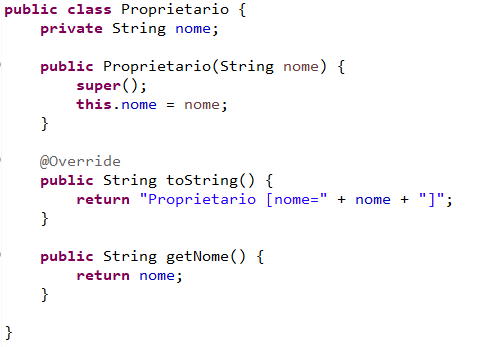 public class Proprietario {
    private String nome;
    public Proprietario(String nome) {
        super();
        this.nome = nome;
    }
    @Override
    public String toString() {
        return "Proprietario [nome=" + nome + "]";
    }
    public String getNome() {
        return nome;
    }
}